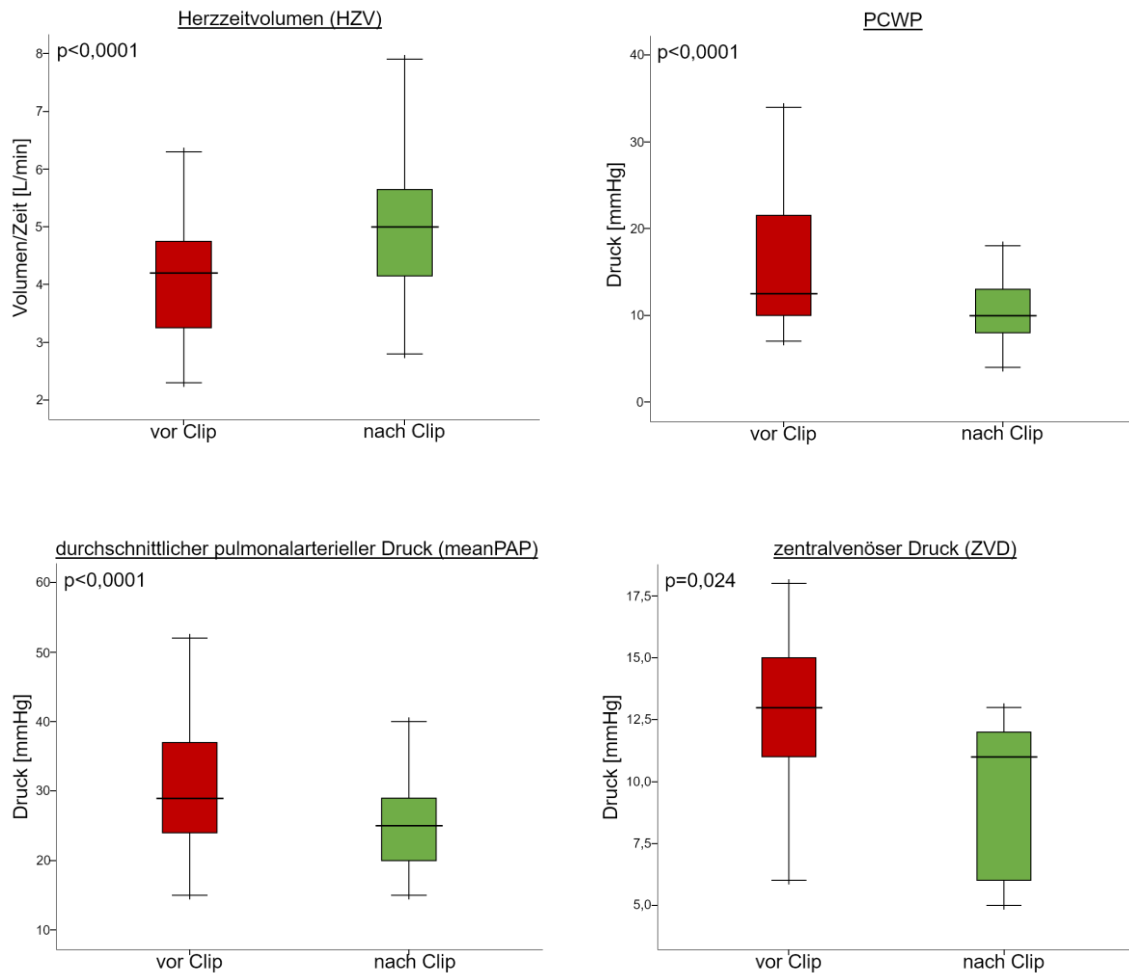 Herzzeitvolumen (HZV)
p<0,0001
Volumen/Zeit [L/min]
8
7
6
5
4
3
2
vor Clip nach Clip
PCWP
p<0,0001
Druck [mmHg]
40
30
20
10
0
vor Clip nach Clip
durchschnittlicher pulmonalarterieller Druck (meanPAP)
p<0,0001
Druck [mmHg]
60
50
40
30
20
10
vor Clip nach Clip
zentralvenöser Druck (ZVD)
p=0,024
Druck [mmHg]
17,5
15,0
12,5
10,0
7,5
5,0
vor Clip nach Clip